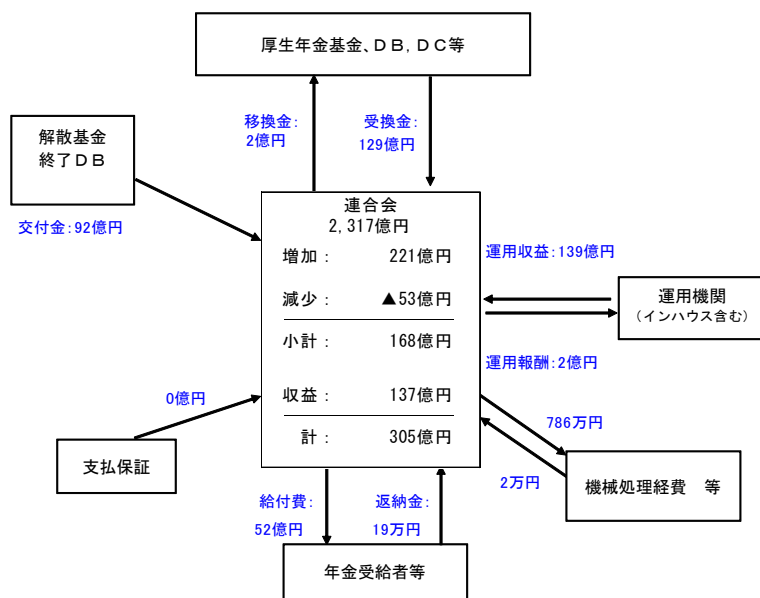 厚生年金基金、DB,DC等
移換金：
2億円
受換金：
129億円
解散基金
終了DB
交付金：92億円
連合会
2,317億円
増加： 221億円
減少： ▲53億円
小計： 168億円
収益： 137億円
計： 305億円
運用収益：139億円
運用機関
（インハウス含む）
運用報酬：2億円
0億円
支払保証
786万円
2万円
機械処理経費 等
給付費：
52億円
返納金：
19万円
年金受給者等